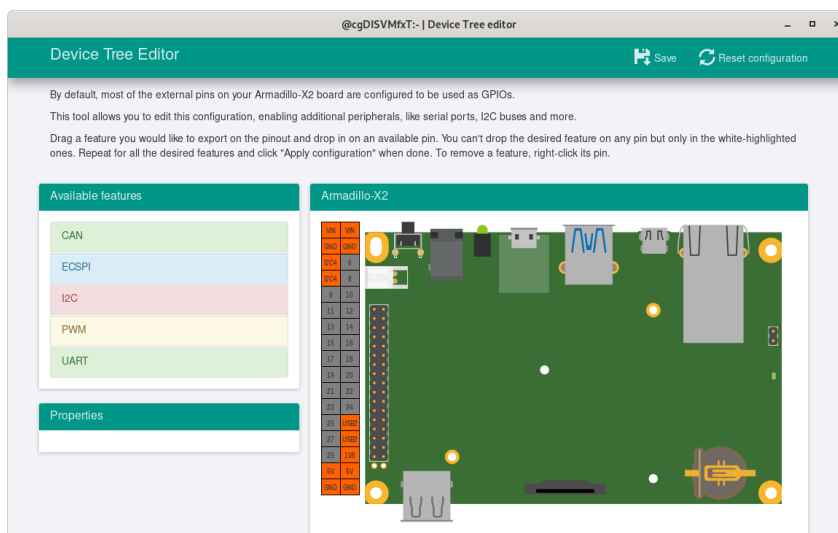 @cgDISVMfxT:~ | Device Tree editor
Device Tree Editor
Save
Reset configuration
By default, most of the external pins on your Armadillo-X2 board are configured to be used as GPIOs.
This tool allows you to edit this configuration, enabling additional peripherals, like serial ports, I2C buses and more.
Drag a feature you would like to export on the pinout and drop in on an available pin. You can't drop the desired feature on any pin but only in the white-highlighted
ones. Repeat for all the desired features and click "Apply configuration" when done. To remove a feature, right-click its pin.
Available features
CAN
ECSPI
I2C
PWM
UART
Properties
Armadillo-X2
VIN VIN
GND GND
I2C4 6
I2C4 8
9 10
11 12
13 14
15 16
17 18
19 20
21 22
23 24
25 USB2
27 USB2
29 1V8
5V 5V
GND GND